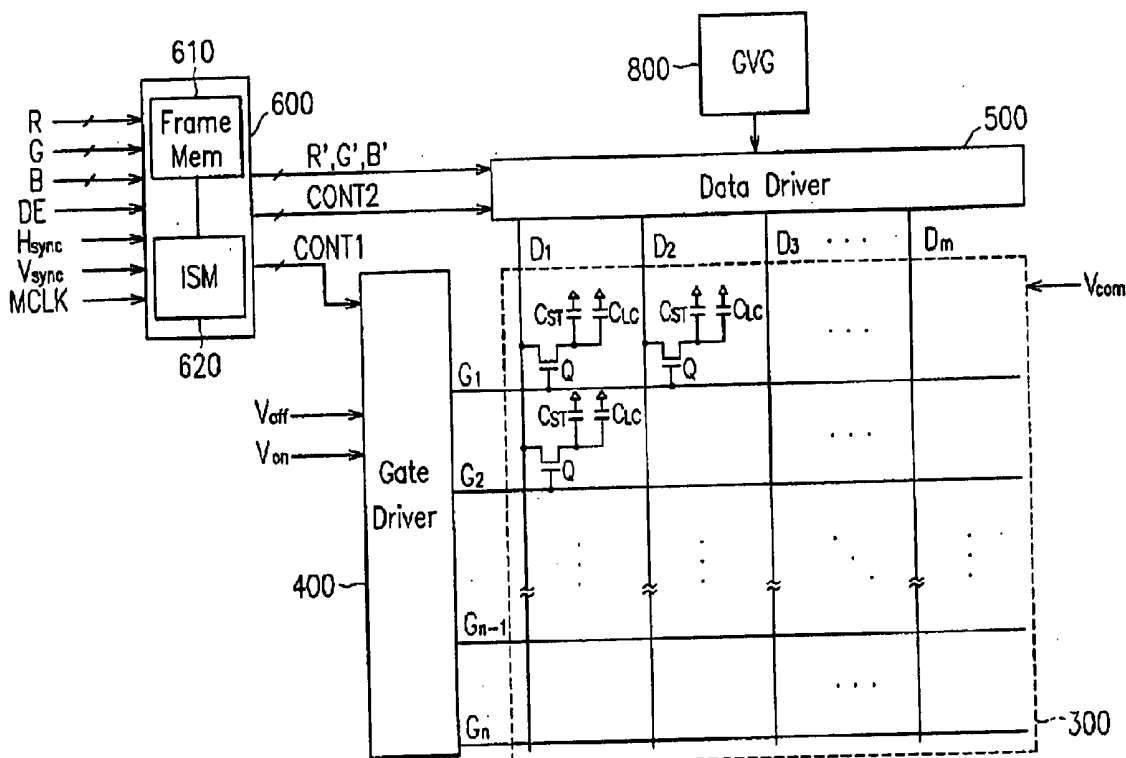 610
800
GVG
600
R
Frame
Mem
G
B
R',G',B'
500
Data Driver
DE
CONT2
Hsync
CONT1
D1
D2
D3
· · ·
Dm
Vsync
ISM
MCLK
Vcom
CST
CLC
CST
CLC
· · ·
620
Q
Q
G1
CST
CLC
Voff
· · ·
Von
Q
Gate
Driver
G2
400
Gn-1
· · ·
Gn
300